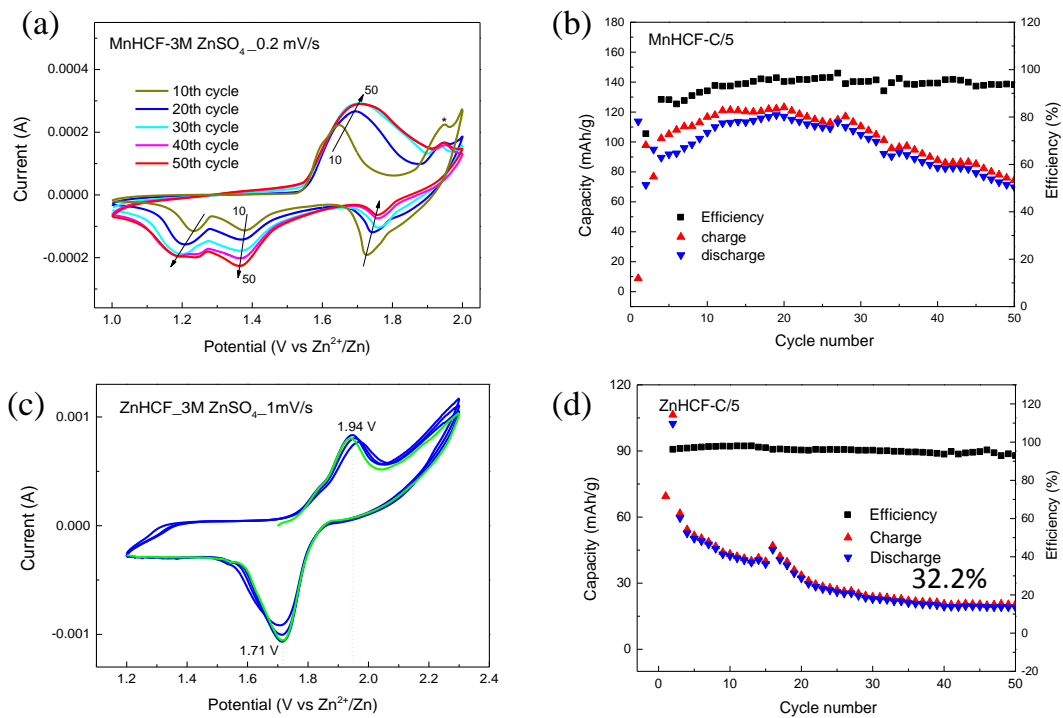 (a)
MnHCF-3M ZnSO4_0.2 mV/s
10th cycle
20th cycle
30th cycle
40th cycle
50th cycle
50
10
*
10
50
0.0004
0.0002
0.0000
-0.0002
Current (A)
1.0 1.2 1.4 1.6 1.8 2.0
Potential (V vs Zn2+/Zn)
(b)
MnHCF-C/5
Efficiency
charge
discharge
180
160
140
120
100
80
60
40
20
0
Capacity (mAh/g)
120
100
80
60
40
20
0
Efficiency (%)
0 10 20 30 40 50
Cycle number
(c)
ZnHCF_3M ZnSO4_1mV/s
1.94 V
1.71 V
0.001
0.000
-0.001
Current (A)
1.2 1.4 1.6 1.8 2.0 2.2 2.4
Potential (V vs Zn2+/Zn)
(d)
ZnHCF-C/5
Efficiency
Charge
Discharge
32.2%
120
90
60
30
0
Capacity (mAh/g)
120
100
80
60
40
20
0
-20
Efficiency (%)
0 10 20 30 40 50
Cycle number